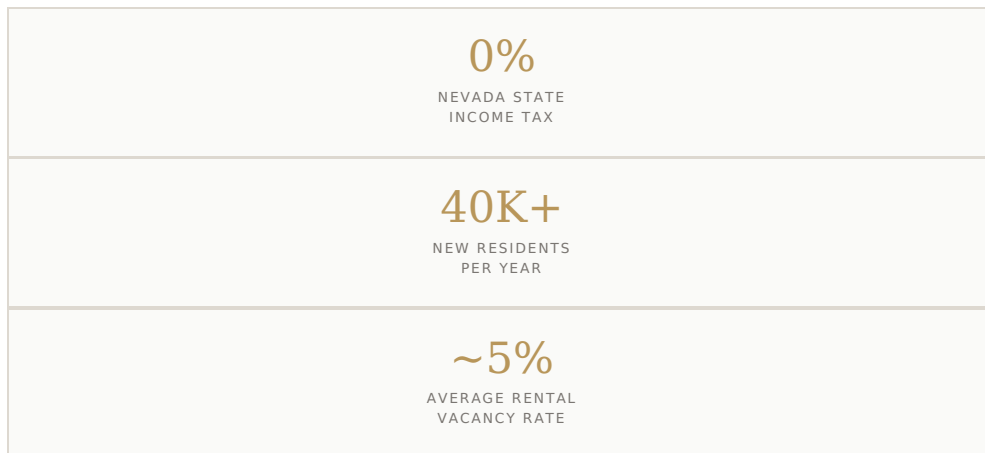 0%
NEVADA STATE
INCOME TAX
40K+
NEW RESIDENTS
PER YEAR
~5%
AVERAGE RENTAL
VACANCY RATE